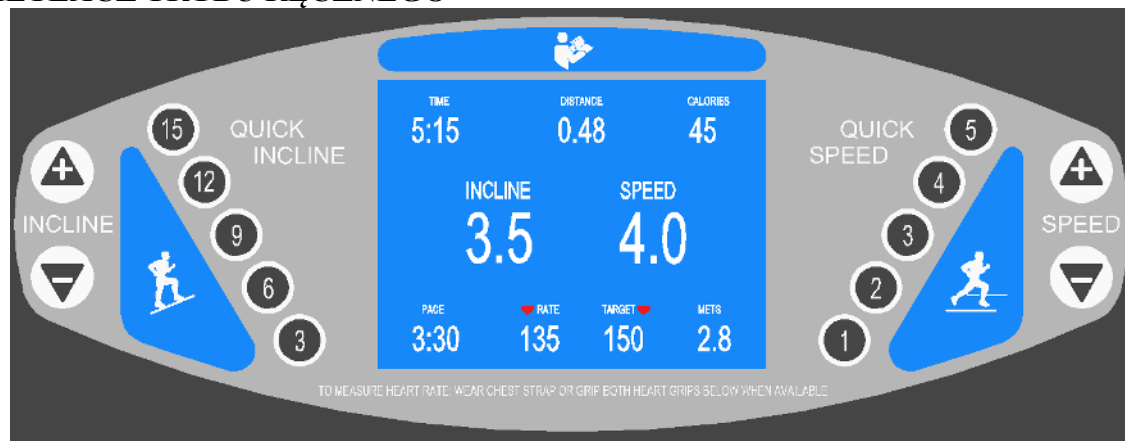 15
QUICK
INCLINE
12
9
6
3
INCLINE
TIME
5:15
DISTANCE
0.48
CALORIES
45
INCLINE
3.5
SPEED
4.0
PACE
3:30
RATE
135
TARGET
150
METS
2.8
QUICK
SPEED
5
4
3
2
1
SPEED
TO MEASURE HEART RATE: WEAR CHEST STRAP OR GRIP BOTH HEART GRIPS BELOW WHEN AVAILABLE